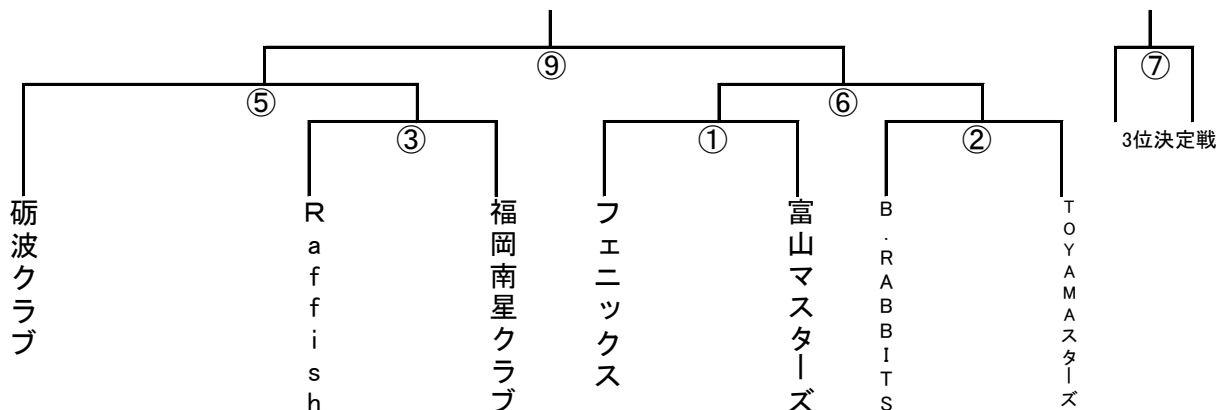 ⑨
⑦
⑤
⑥
③
①
②
3位決定戦
砺波クラブ
Raffish
福岡南星クラブ
フェニックス
富山マスターズ
B.RABBITS
TOYAMAスターズ